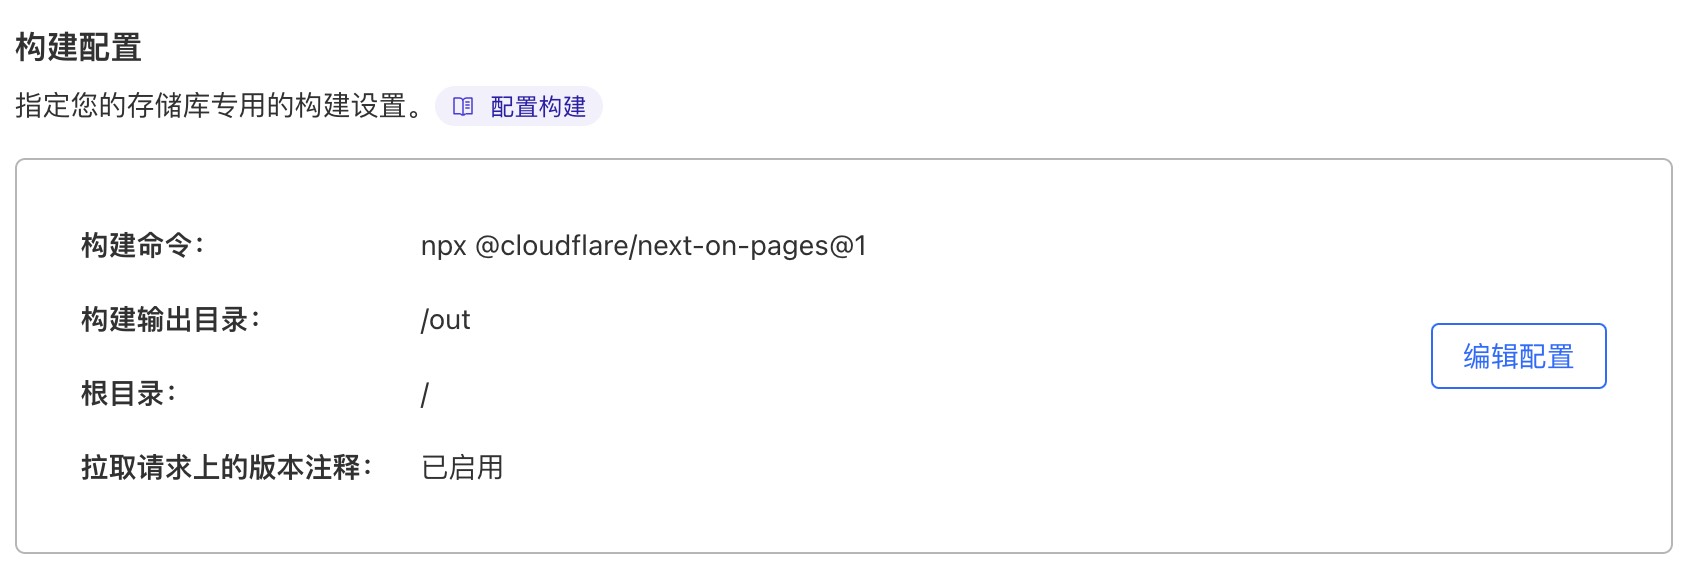 构建配置
指定您的存储库专用的构建设置。 配置构建
构建命令： npx @cloudflare/next-on-pages@1
构建输出目录： /out
编辑配置
根目录： /
拉取请求上的版本注释： 已启用